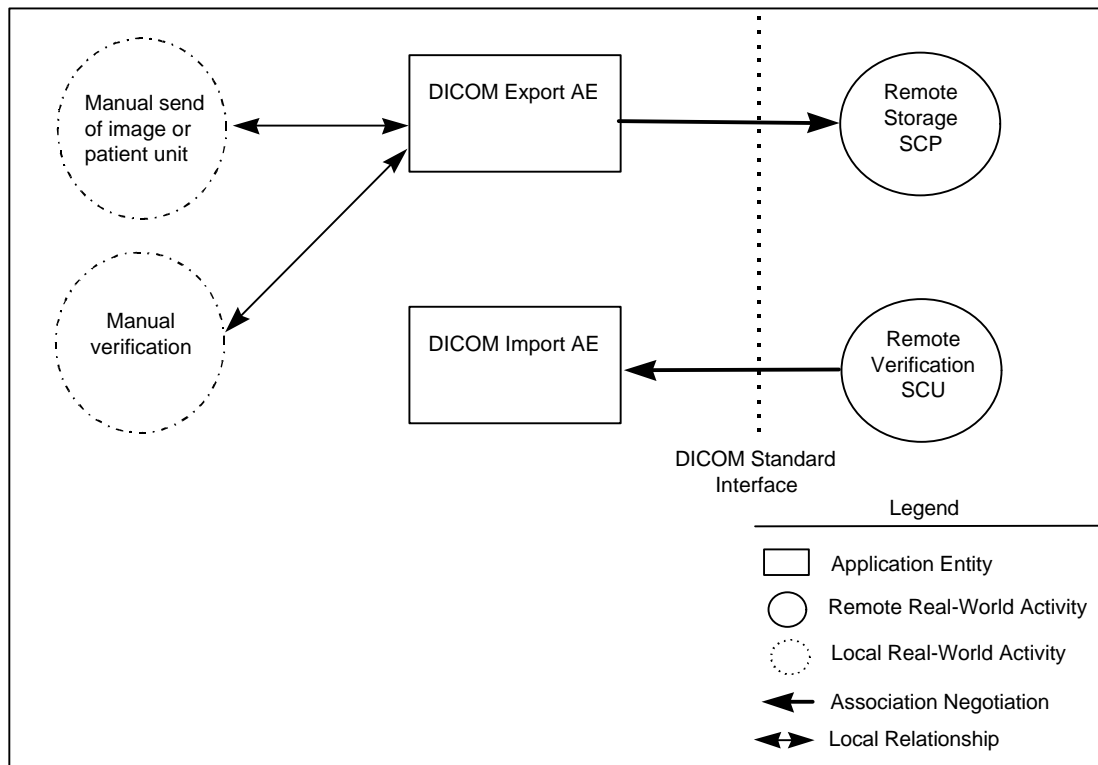 Manual send
of image or
patient unit
DICOM Export AE
Remote
Storage
SCP
Manual
verification
DICOM Import AE
Remote
Verification
SCU
DICOM Standard
Interface
Legend
Application Entity
Remote Real-World Activity
Local Real-World Activity
Association Negotiation
Local Relationship